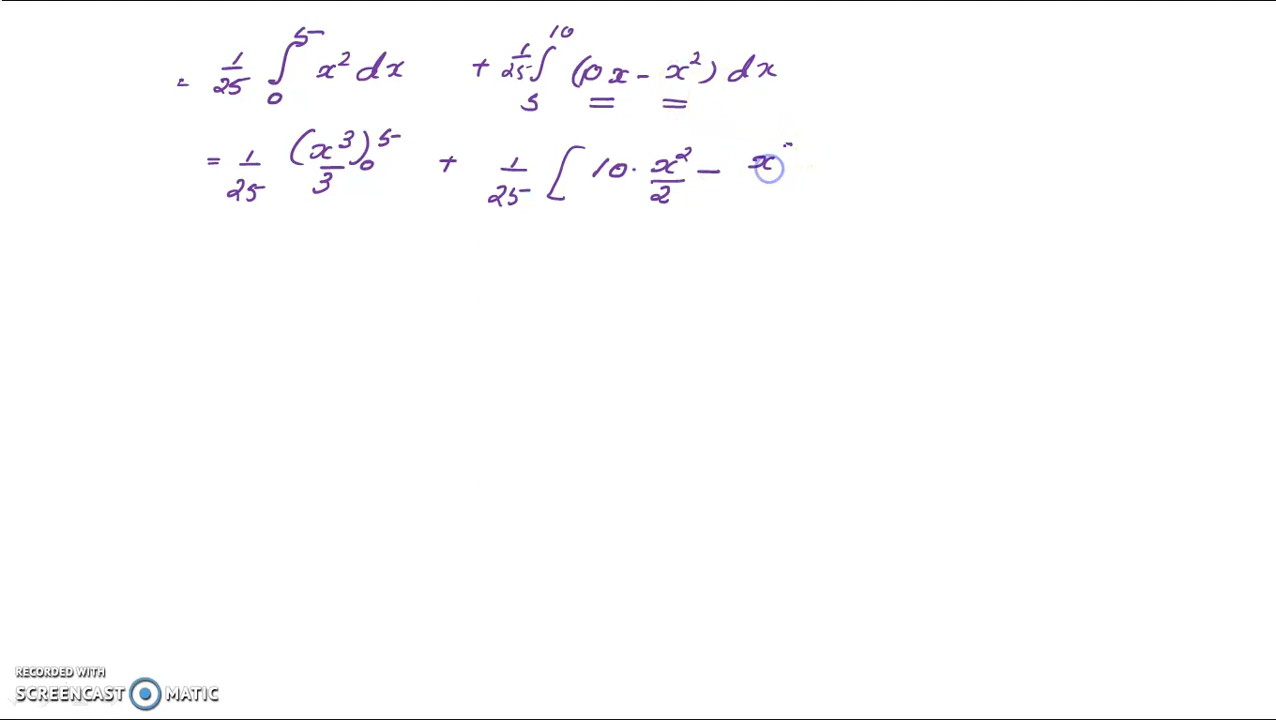 = 1/25 ∫₀⁵ x² dx + 1/25 ∫₅¹⁰ (10x - x²) dx
= 1/25 (x³/3)₀⁵ + 1/25 [ 10 · x²/2 - x
RECORDED WITH
SCREENCAST MATIC